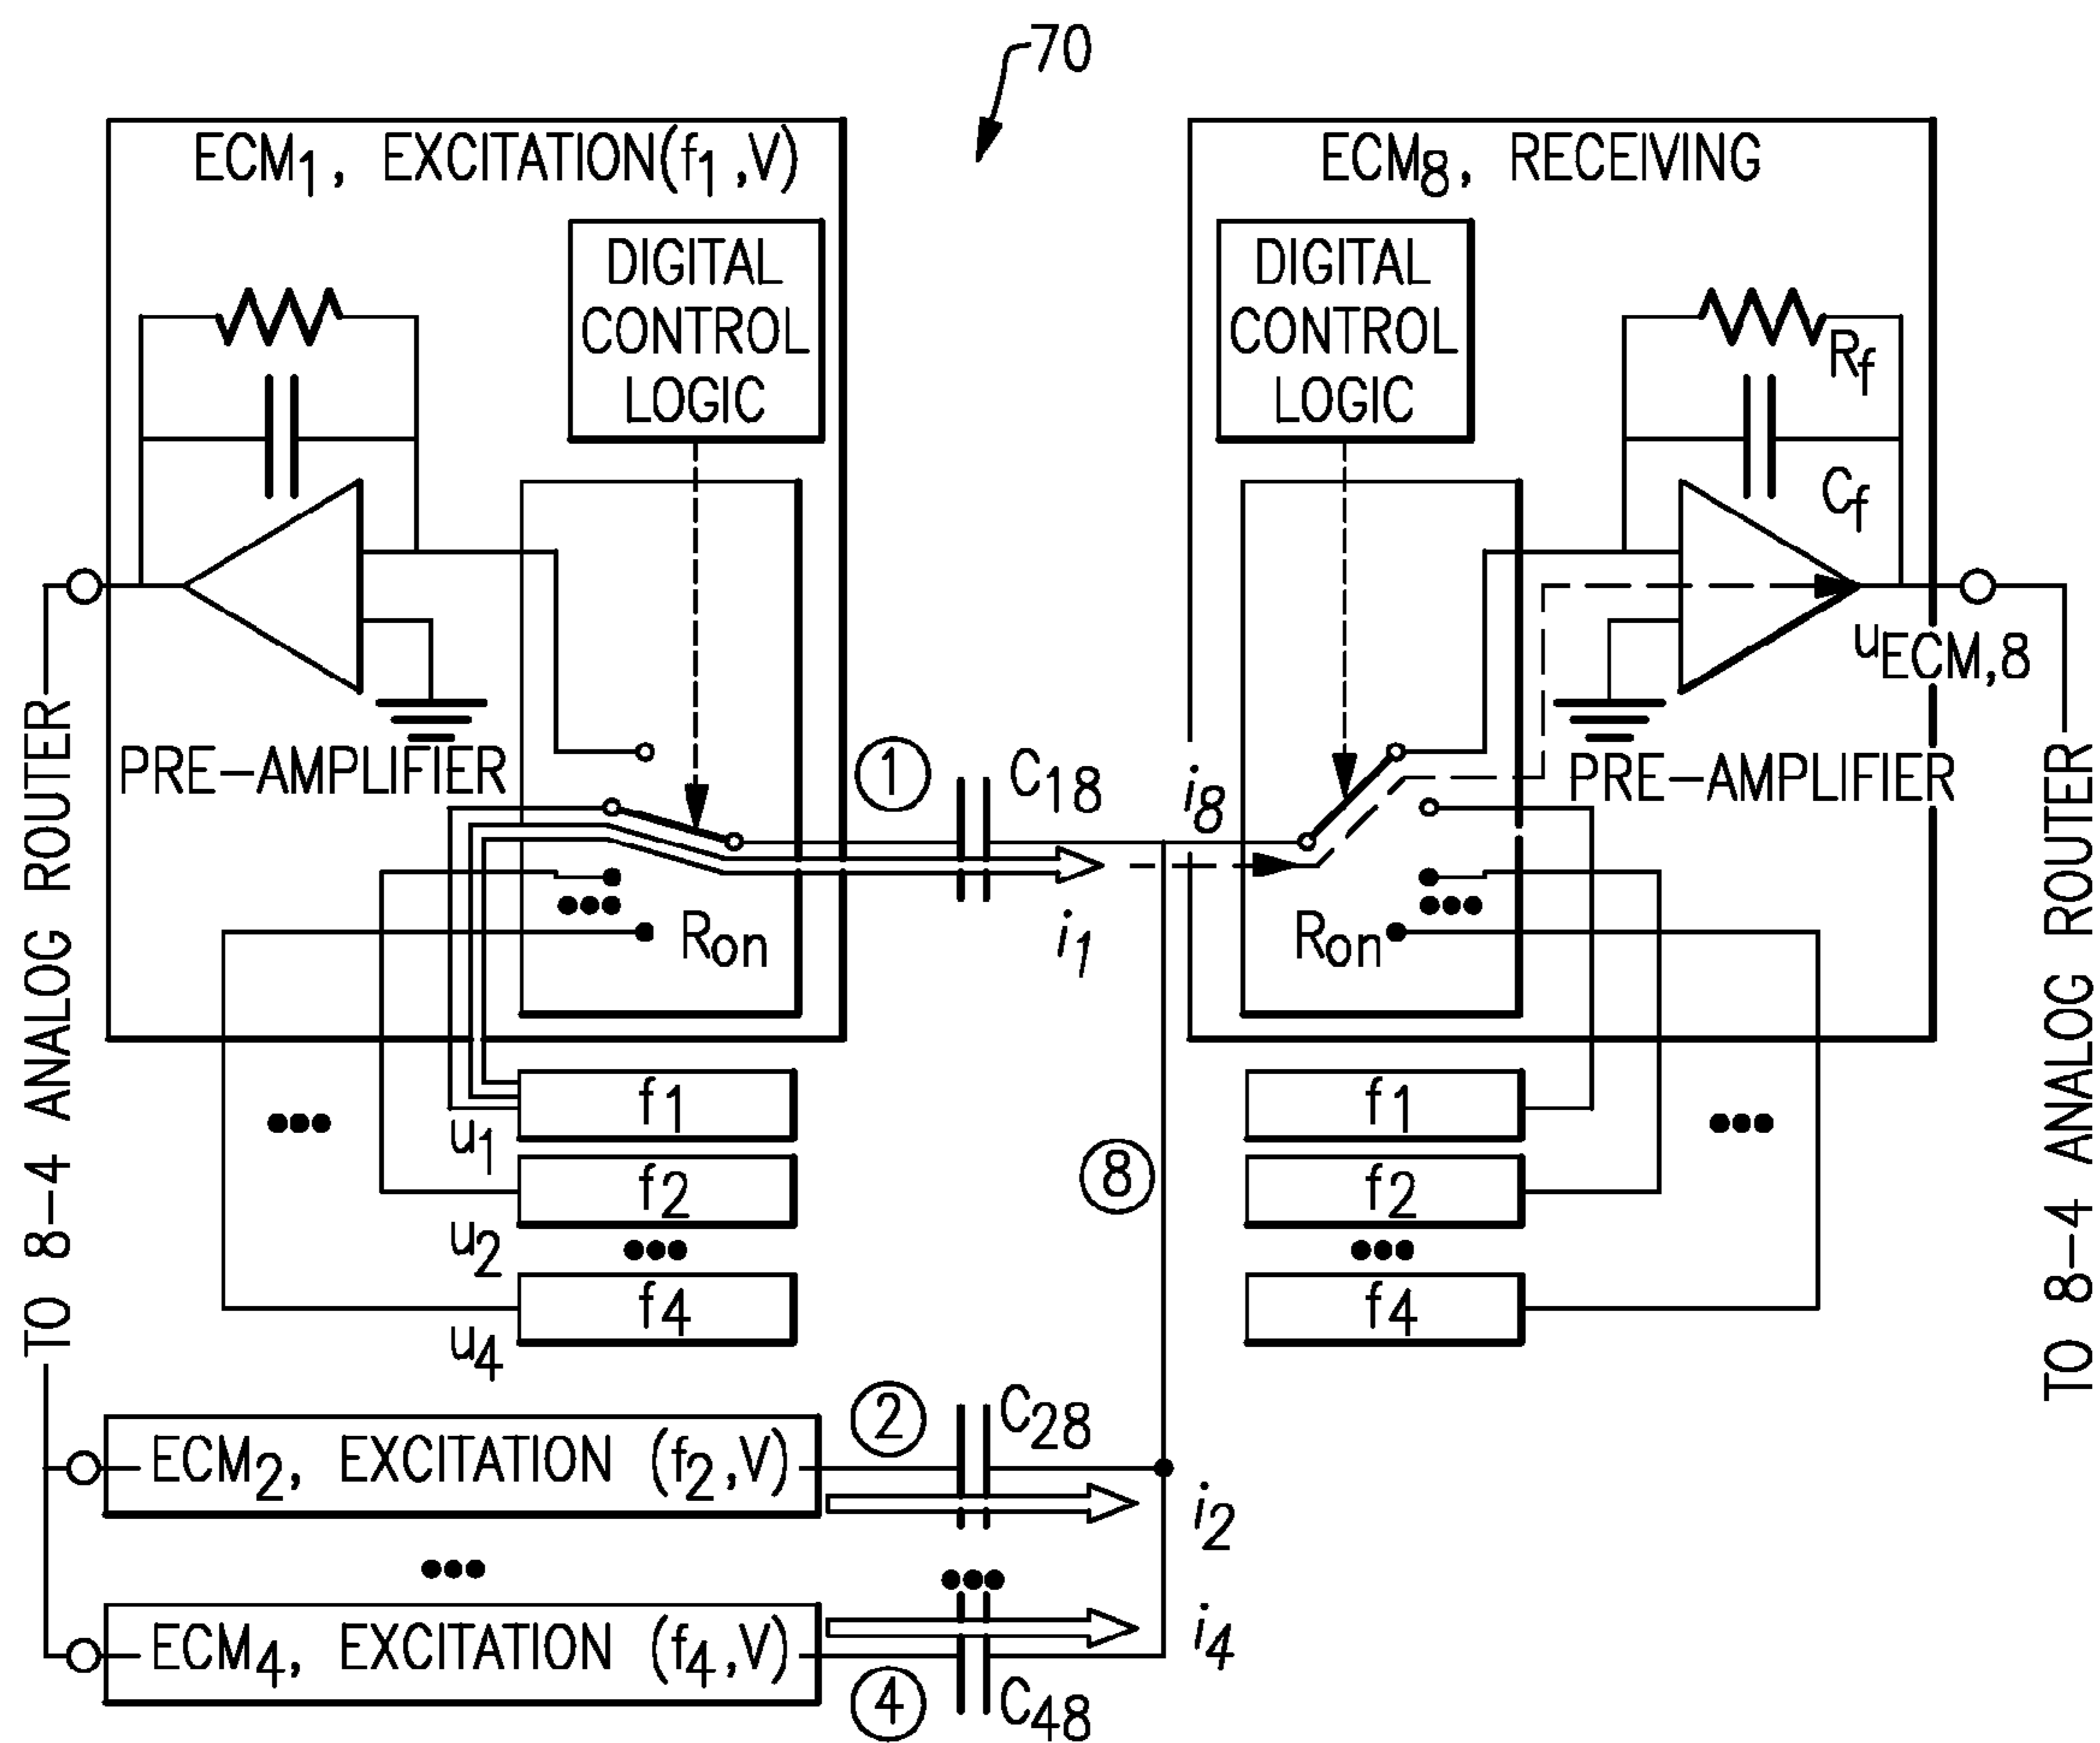 70
ECM1, EXCITATION(f1,V)
DIGITAL
CONTROL
LOGIC
PRE-AMPLIFIER
Ron
1
C18
i1
i8
ECM8, RECEIVING
DIGITAL
CONTROL
LOGIC
Rf
Cf
uECM,8
PRE-AMPLIFIER
Ron
TO 8-4 ANALOG ROUTER
TO 8-4 ANALOG ROUTER
f1
u1
f2
u2
f4
u4
8
f1
f2
f4
ECM2, EXCITATION (f2,V)
2
C28
i2
ECM4, EXCITATION (f4,V)
4
C48
i4